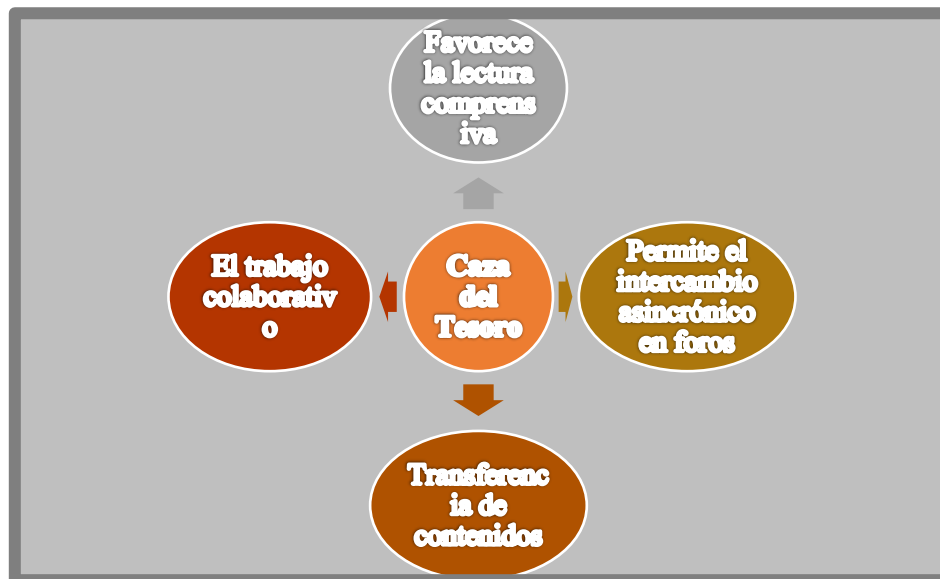 Favorece
la lectura
comprens
iva
El trabajo
colaborativ
o
Caza
del
Tesoro
Permite el
intercambio
asincrónico
en foros
Transferenc
ia de
contenidos